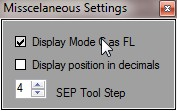 Misscelaneous Settings
Display Mode C as FL
Display position in decimals
4 SEP Tool Step